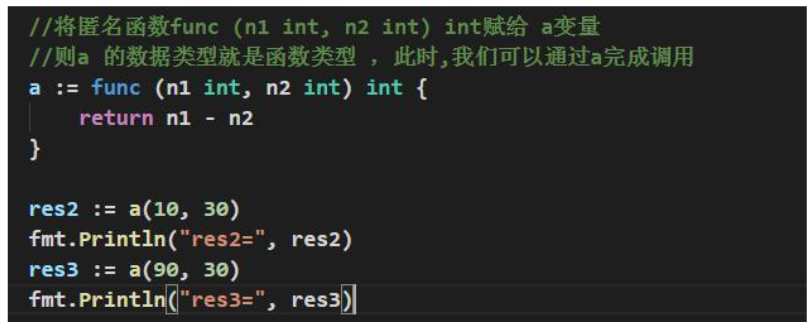 //将匿名函数func (n1 int, n2 int) int赋给 a变量
//则a 的数据类型就是函数类型 ，此时,我们可以通过a完成调用
a := func (n1 int, n2 int) int {
    return n1 - n2
}
res2 := a(10, 30)
fmt.Println("res2=", res2)
res3 := a(90, 30)
fmt.Println("res3=", res3)